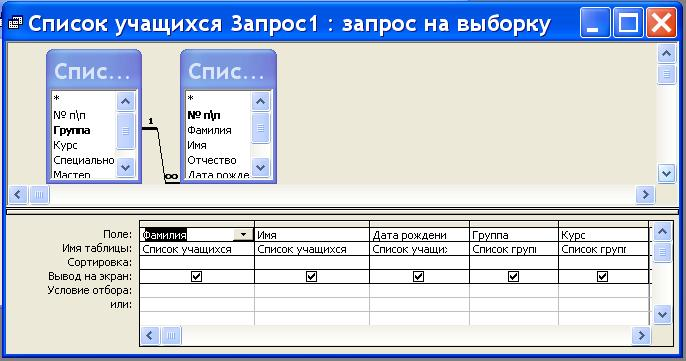 Список учащихся Запрос1 : запрос на выборку
Спис...
*
№ п\п
Группа
Курс
Специально
Мастер
1
∞
Спис...
*
№ п\п
Фамилия
Имя
Отчество
Дата рожде
Поле: Фамилия Имя Дата рождени Группа Курс
Имя таблицы: Список учащихся Список учащихся Список учащи Список груп Список групп
Сортировка:
Вывод на экран:
Условие отбора:
или: